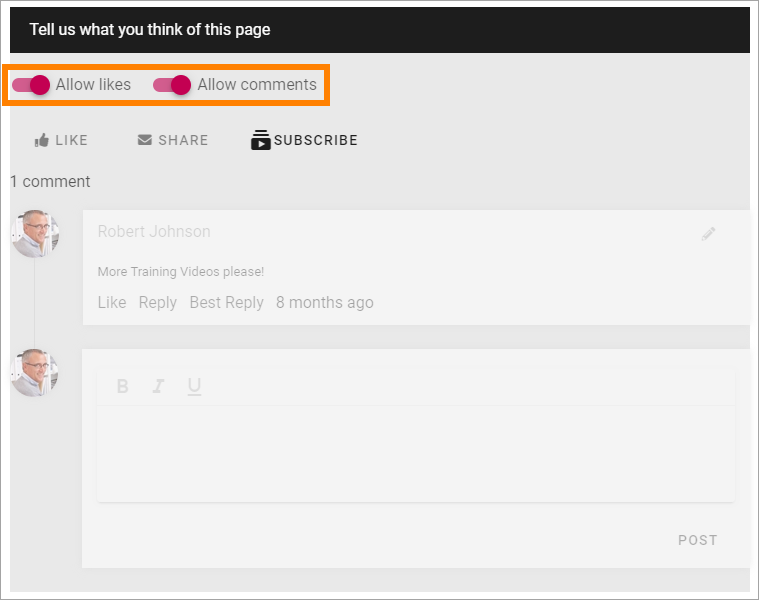 Tell us what you think of this page
Allow likes Allow comments
LIKE SHARE SUBSCRIBE
1 comment
Robert Johnson
More Training Videos please!
Like Reply Best Reply 8 months ago
B I U
POST